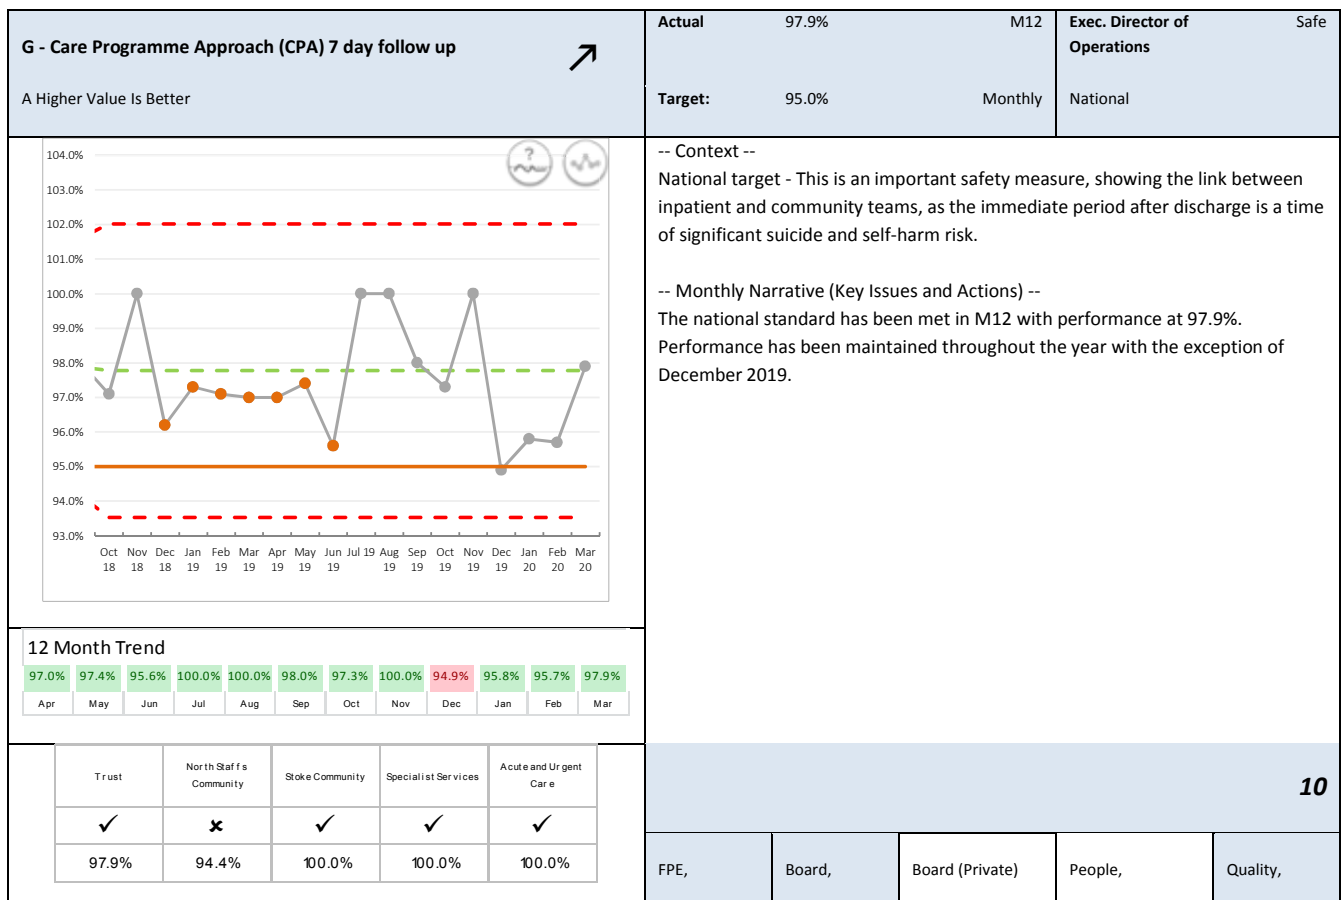 G - Care Programme Approach (CPA) 7 day follow up
A Higher Value Is Better
Actual 97.9% M12
Target: 95.0% Monthly
Exec. Director of Safe
Operations
National
104.0%
103.0%
102.0%
101.0%
100.0%
99.0%
98.0%
97.0%
96.0%
95.0%
94.0%
93.0%
?
Oct Nov Dec Jan Feb Mar Apr May Jun Jul 19 Aug Sep Oct Nov Dec Jan Feb Mar
18 18 18 19 19 19 19 19 19 19 19 19 19 19 20 20 20
-- Context --
National target - This is an important safety measure, showing the link between
inpatient and community teams, as the immediate period after discharge is a time
of significant suicide and self-harm risk.
-- Monthly Narrative (Key Issues and Actions) --
The national standard has been met in M12 with performance at 97.9%.
Performance has been maintained throughout the year with the exception of
December 2019.
12 Month Trend
97.0% 97.4% 95.6% 100.0% 100.0% 98.0% 97.3% 100.0% 94.9% 95.8% 95.7% 97.9%
Apr May Jun Jul Aug Sep Oct Nov Dec Jan Feb Mar
Trust
North Staffs
Community
Stoke Community
Specialist Services
Acute and Urgent
Care
✓ ✗ ✓ ✓ ✓
97.9% 94.4% 100.0% 100.0% 100.0%
10
FPE, Board, Board (Private) People, Quality,